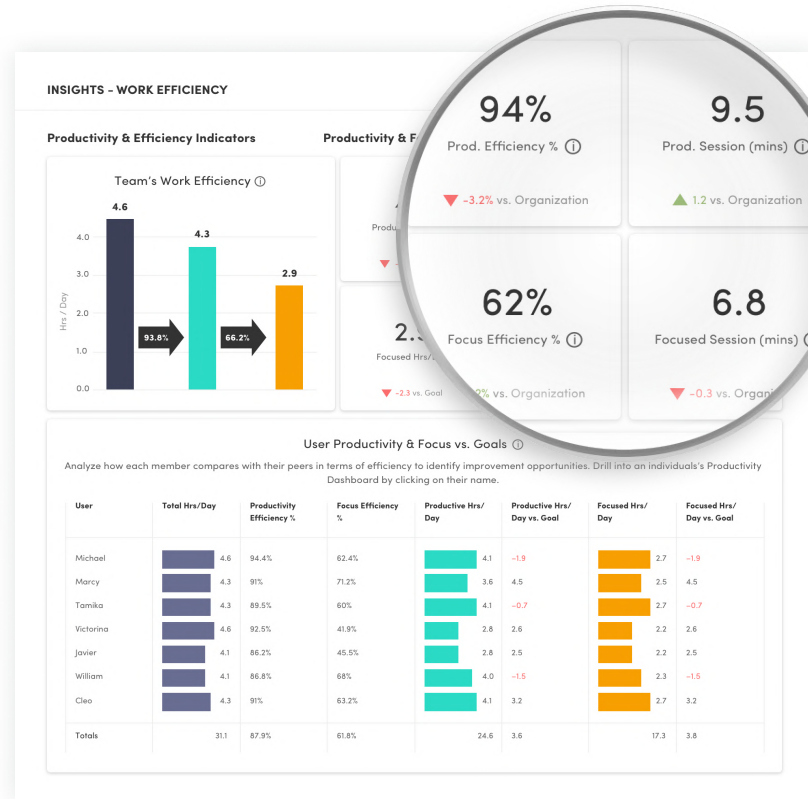 INSIGHTS - WORK EFFICIENCY
Productivity & Efficiency Indicators
Productivity & F
Team's Work Efficiency
4.6
4.3
2.9
4.0
3.0
2.0
1.0
0.0
Hrs / Day
93.8%
66.2%
Produ
2.
Focused Hrs/
-2.3 vs. Goal
94%
Prod. Efficiency %
-3.2% vs. Organization
9.5
Prod. Session (mins)
1.2 vs. Organization
62%
Focus Efficiency %
2% vs. Organization
6.8
Focused Session (mins)
-0.3 vs. Organi
User Productivity & Focus vs. Goals
Analyze how each member compares with their peers in terms of efficiency to identify improvement opportunities. Drill into an individuals's Productivity
Dashboard by clicking on their name.
User Total Hrs/Day Productivity Efficiency % Focus Efficiency % Productive Hrs/ Day Productive Hrs/ Day vs. Goal Focused Hrs/ Day Focused Hrs/ Day vs. Goal
Michael 4.6 94.4% 62.4% 4.1 -1.9 2.7 -1.9
Marcy 4.3 91% 71.2% 3.6 4.5 2.5 4.5
Tamika 4.3 89.5% 60% 4.1 -0.7 2.7 -0.7
Victorina 4.6 92.5% 41.9% 2.8 2.6 2.2 2.6
Javier 4.1 86.2% 45.5% 2.8 2.5 2.2 2.5
William 4.1 86.8% 68% 4.0 -1.5 2.3 -1.5
Cleo 4.3 91% 63.2% 4.1 3.2 2.7 3.2
Totals 31.1 87.9% 61.8% 24.6 3.6 17.3 3.8